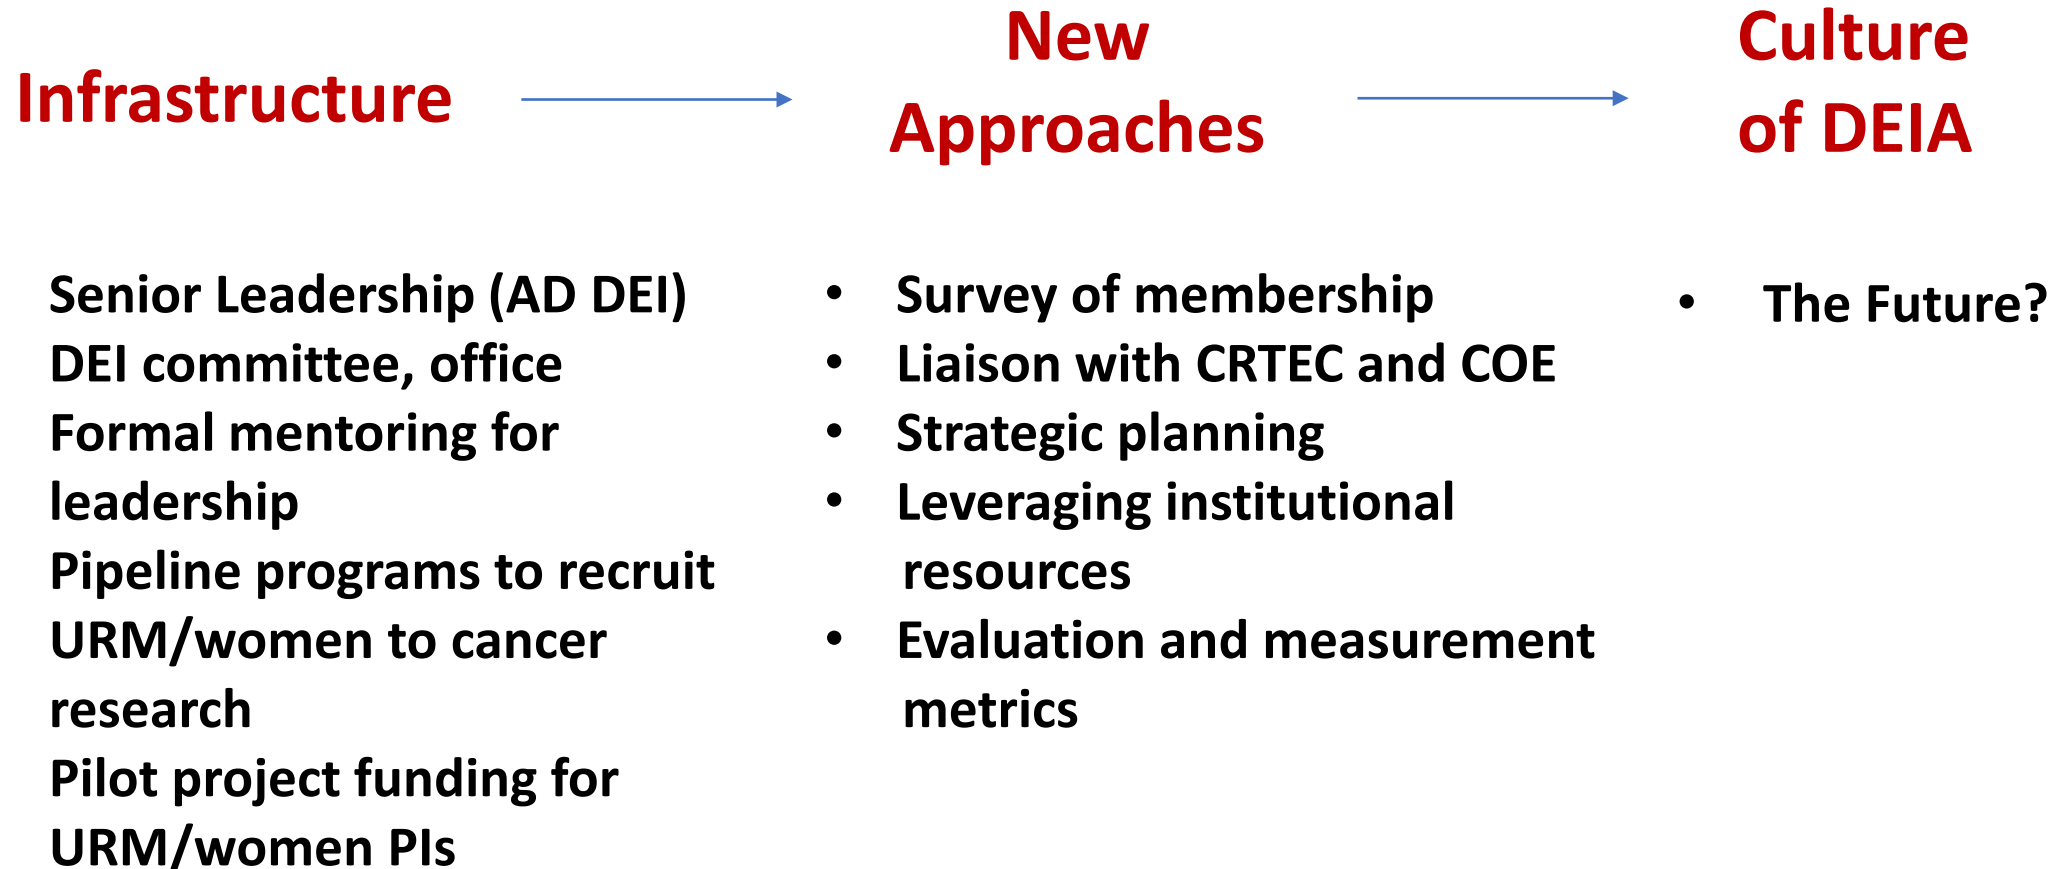 Infrastructure
New
Approaches
Culture
of DEIA
Senior Leadership (AD DEI)
DEI committee, office
Formal mentoring for
leadership
Pipeline programs to recruit
URM/women to cancer
research
Pilot project funding for
URM/women PIs
• Survey of membership
• Liaison with CRTEC and COE
• Strategic planning
• Leveraging institutional
resources
• Evaluation and measurement
metrics
• The Future?